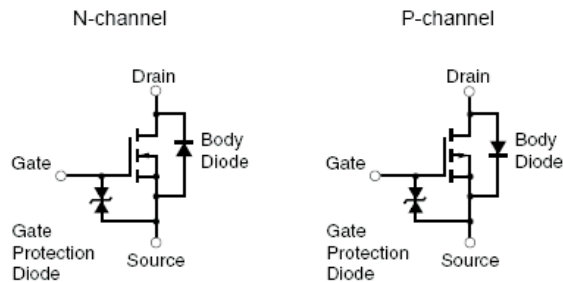 N-channel
Drain
Body
Diode
Gate
Gate
Protection
Diode
Source
P-channel
Drain
Body
Diode
Gate
Gate
Protection
Diode
Source